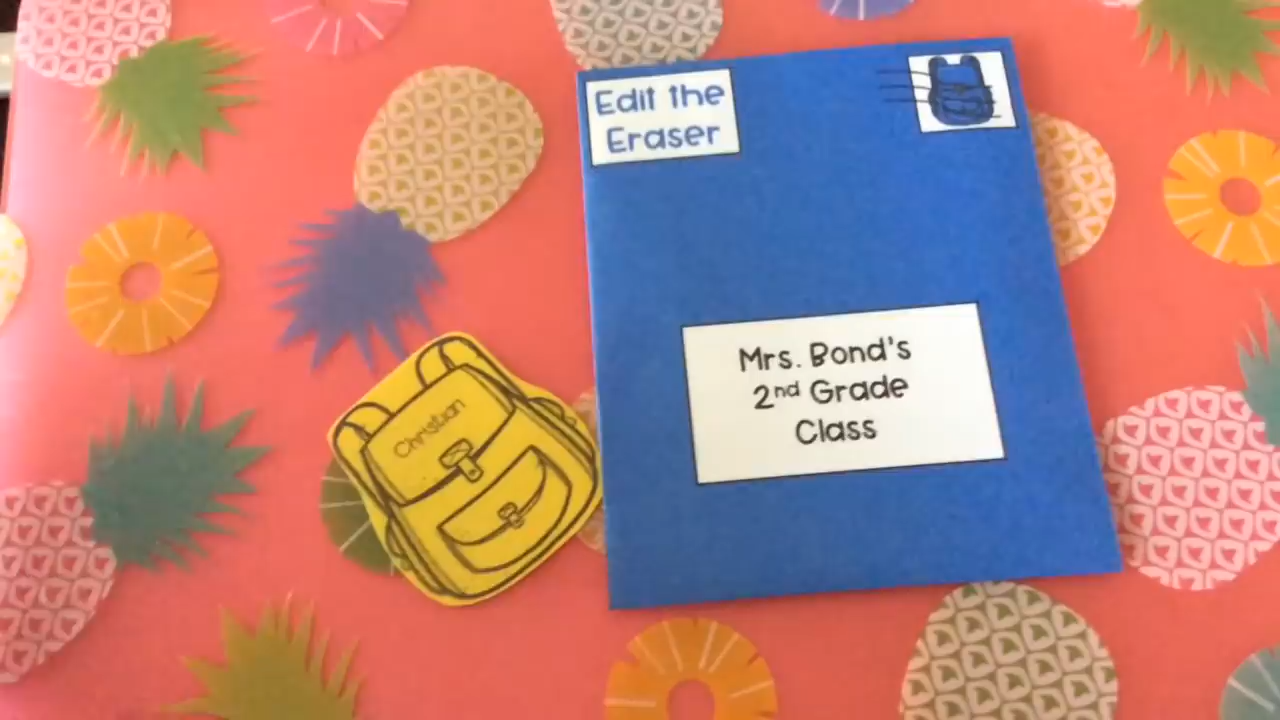 Edit the
Eraser
Mrs. Bond's
2nd Grade
Class
Christian